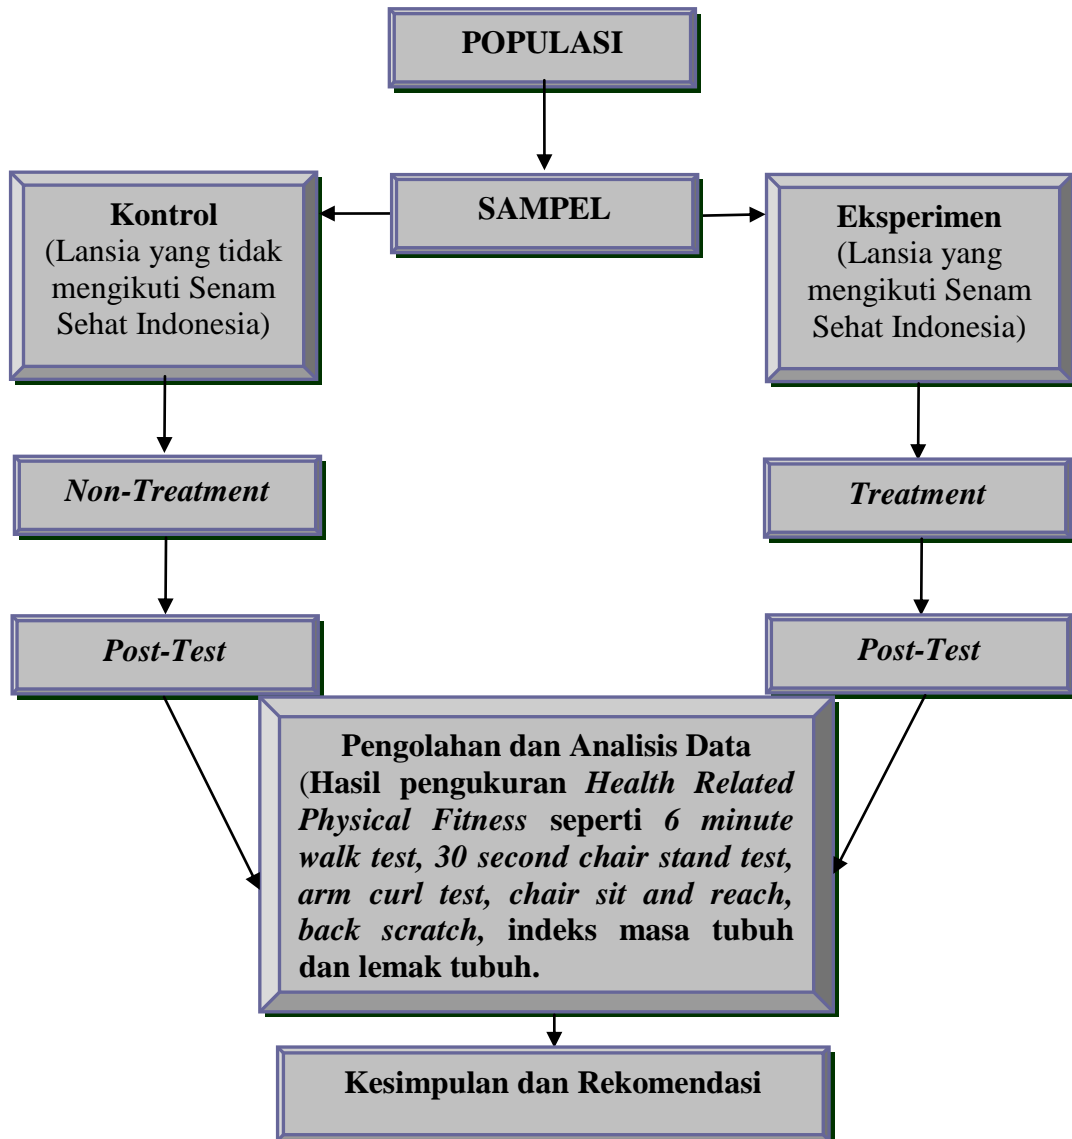 POPULASI
SAMPEL
Kontrol
(Lansia yang tidak
mengikuti Senam
Sehat Indonesia)
Eksperimen
(Lansia yang
mengikuti Senam
Sehat Indonesia)
Non-Treatment
Treatment
Post-Test
Post-Test
Pengolahan dan Analisis Data
(Hasil pengukuran Health Related
Physical Fitness seperti 6 minute
walk test, 30 second chair stand test,
arm curl test, chair sit and reach,
back scratch, indeks masa tubuh
dan lemak tubuh.
Kesimpulan dan Rekomendasi